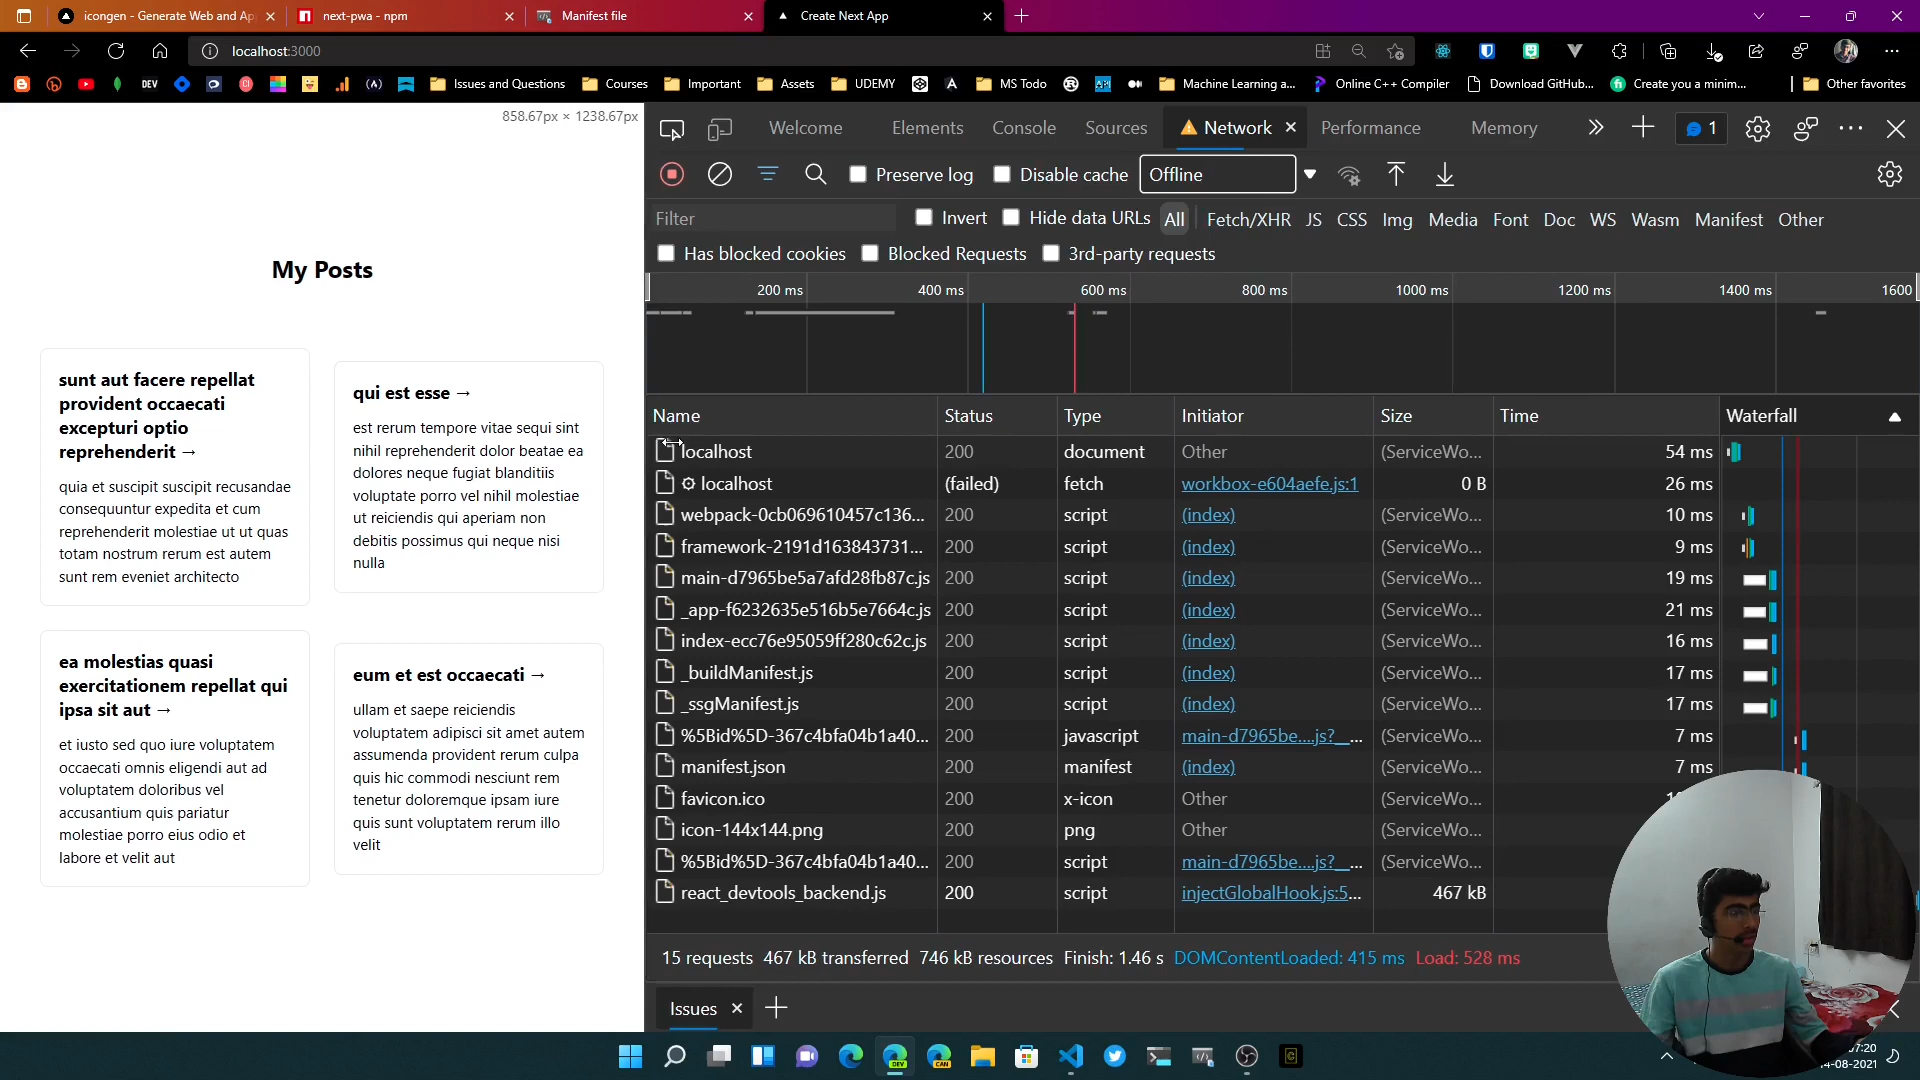 icongen - Generate Web and Ap
next-pwa - npm
Manifest file
Create Next App
localhost:3000
DEV
Issues and Questions
Courses
Important
Assets
UDEMY
MS Todo
Machine Learning a...
Online C++ Compiler
Download GitHub...
Create you a minim...
Other favorites
858.67px × 1238.67px
My Posts
sunt aut facere repellat
provident occaecati
excepturi optio
reprehenderit →
quia et suscipit suscipit recusandae
consequuntur expedita et cum
reprehenderit molestiae ut ut quas
totam nostrum rerum est autem
sunt rem eveniet architecto
qui est esse →
est rerum tempore vitae sequi sint
nihil reprehenderit dolor beatae ea
dolores neque fugiat blanditiis
voluptate porro vel nihil molestiae
ut reiciendis qui aperiam non
debitis possimus qui neque nisi
nulla
ea molestias quasi
exercitationem repellat qui
ipsa sit aut →
et iusto sed quo iure voluptatem
occaecati omnis eligendi aut ad
voluptatem doloribus vel
accusantium quis pariatur
molestiae porro eius odio et
labore et velit aut
eum et est occaecati →
ullam et saepe reiciendis
voluptatem adipisci sit amet autem
assumenda provident rerum culpa
quis hic commodi nesciunt rem
tenetur doloremque ipsam iure
quis sunt voluptatem rerum illo
velit
Welcome Elements Console Sources Network Performance Memory 1
Preserve log Disable cache Offline
Filter Invert Hide data URLs All Fetch/XHR JS CSS Img Media Font Doc WS Wasm Manifest Other
Has blocked cookies Blocked Requests 3rd-party requests
200 ms 400 ms 600 ms 800 ms 1000 ms 1200 ms 1400 ms 1600
Name Status Type Initiator Size Time Waterfall
localhost 200 document Other (ServiceWo... 54 ms
localhost (failed) fetch workbox-e604aefe.js:1 0 B 26 ms
webpack-0cb069610457c136... 200 script (index) (ServiceWo... 10 ms
framework-2191d163843731... 200 script (index) (ServiceWo... 9 ms
main-d7965be5a7afd28fb87c.js 200 script (index) (ServiceWo... 19 ms
_app-f6232635e516b5e7664c.js 200 script (index) (ServiceWo... 21 ms
index-ecc76e95059ff280c62c.js 200 script (index) (ServiceWo... 16 ms
_buildManifest.js 200 script (index) (ServiceWo... 17 ms
_ssgManifest.js 200 script (index) (ServiceWo... 17 ms
%5Bid%5D-367c4bfa04b1a40... 200 javascript main-d7965be....js?__... (ServiceWo... 7 ms
manifest.json 200 manifest (index) (ServiceWo... 7 ms
favicon.ico 200 x-icon Other (ServiceWo...
icon-144x144.png 200 png Other (ServiceWo...
%5Bid%5D-367c4bfa04b1a40... 200 script main-d7965be....js?__... (ServiceWo...
react_devtools_backend.js 200 script injectGlobalHook.js:5... 467 kB
15 requests 467 kB transferred 746 kB resources Finish: 1.46 s DOMContentLoaded: 415 ms Load: 528 ms
Issues
DEV
CAN
07:20
-08-2021